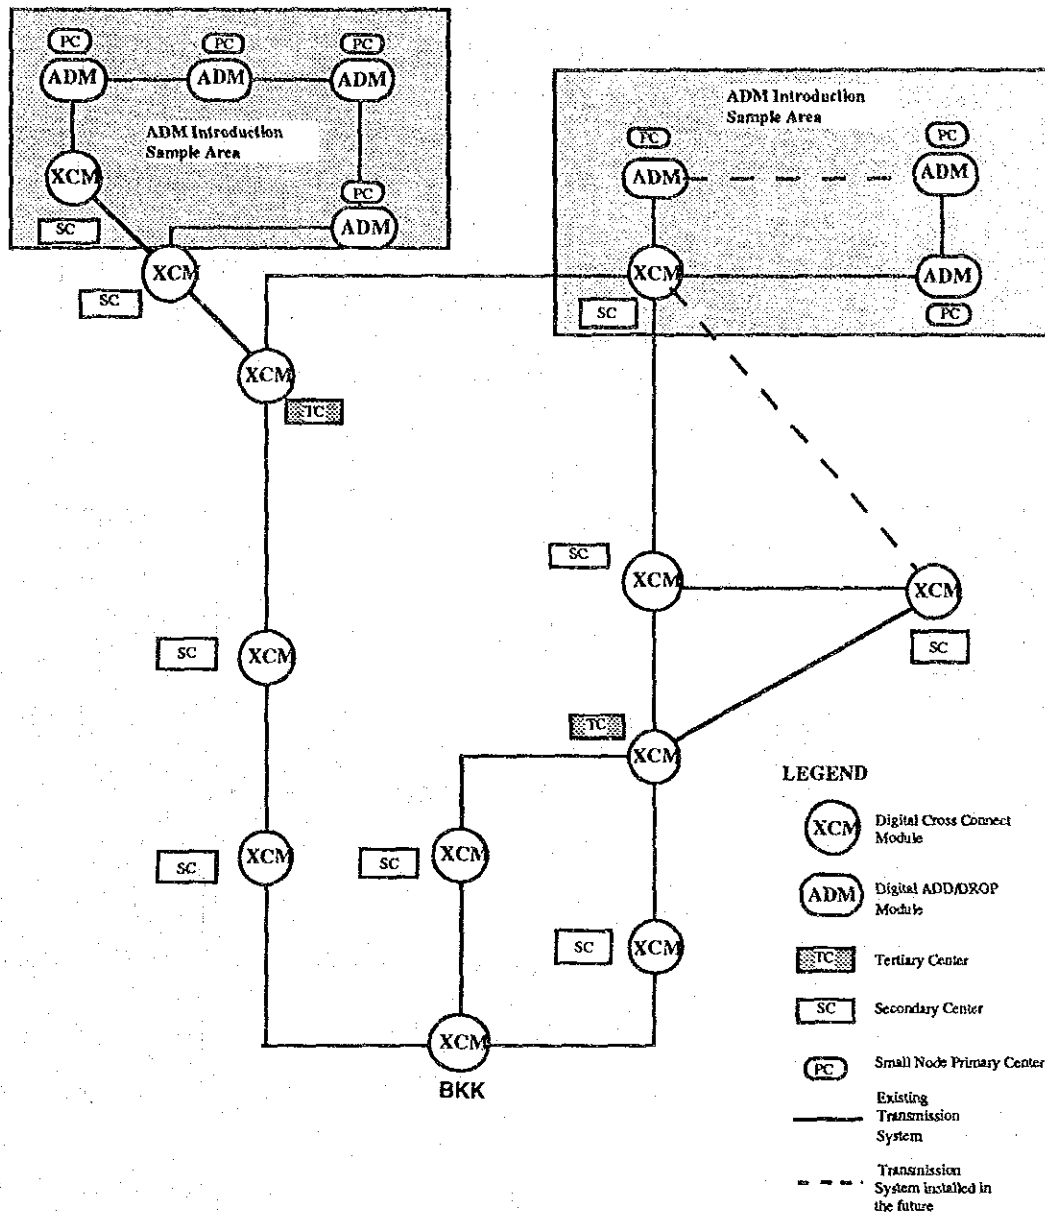 PC PC PC
ADM ADM ADM
ADM Introduction
Sample Area
XCM
PC
SC
ADM
ADM Introduction
Sample Area
PC PC
ADM ADM
XCM
SC
XCM
SC
ADM
PC
XCM
TC
SC
XCM
XCM
SC
SC
XCM
TC
XCM
SC
XCM
SC
XCM
SC
XCM
XCM
BKK
LEGEND
XCM Digital Cross Connect
Module
ADM Digital ADD/DROP
Module
TC Tertiary Center
SC Secondary Center
PC Small Node Primary Center
Existing
Transmission
System
Transmission
System installed in
the future